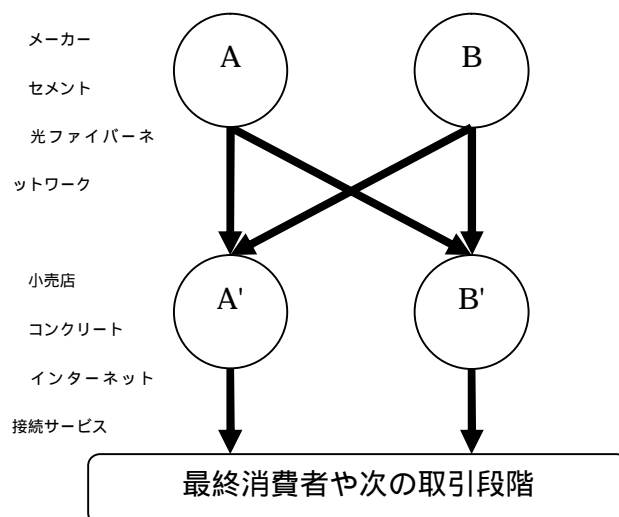 メーカー
A
B
セメント
光ファイバーネ
ットワーク
小売店
A'
B'
コンクリート
インターネット
接続サービス
最終消費者や次の取引段階